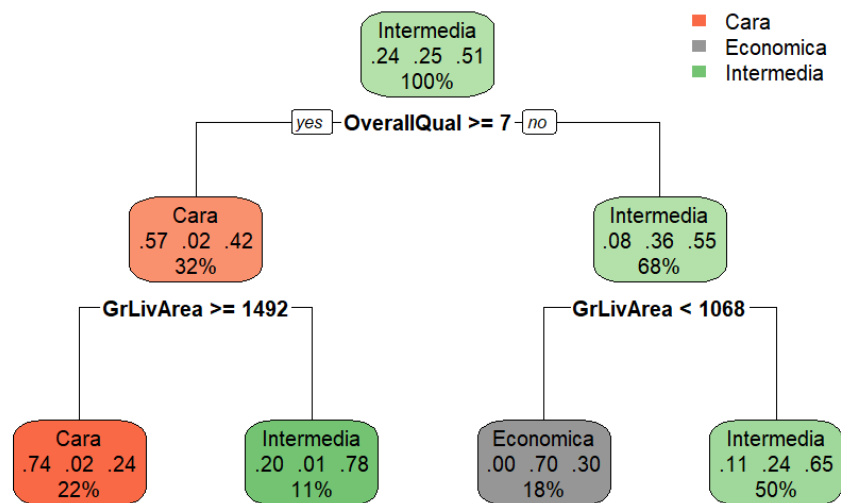 Intermedia
.24 .25 .51
100%
Cara
Economica
Intermedia
yes OverallQual >= 7 no
Cara
.57 .02 .42
32%
Intermedia
.08 .36 .55
68%
GrLivArea >= 1492
GrLivArea < 1068
Cara
.74 .02 .24
22%
Intermedia
.20 .01 .78
11%
Economica
.00 .70 .30
18%
Intermedia
.11 .24 .65
50%